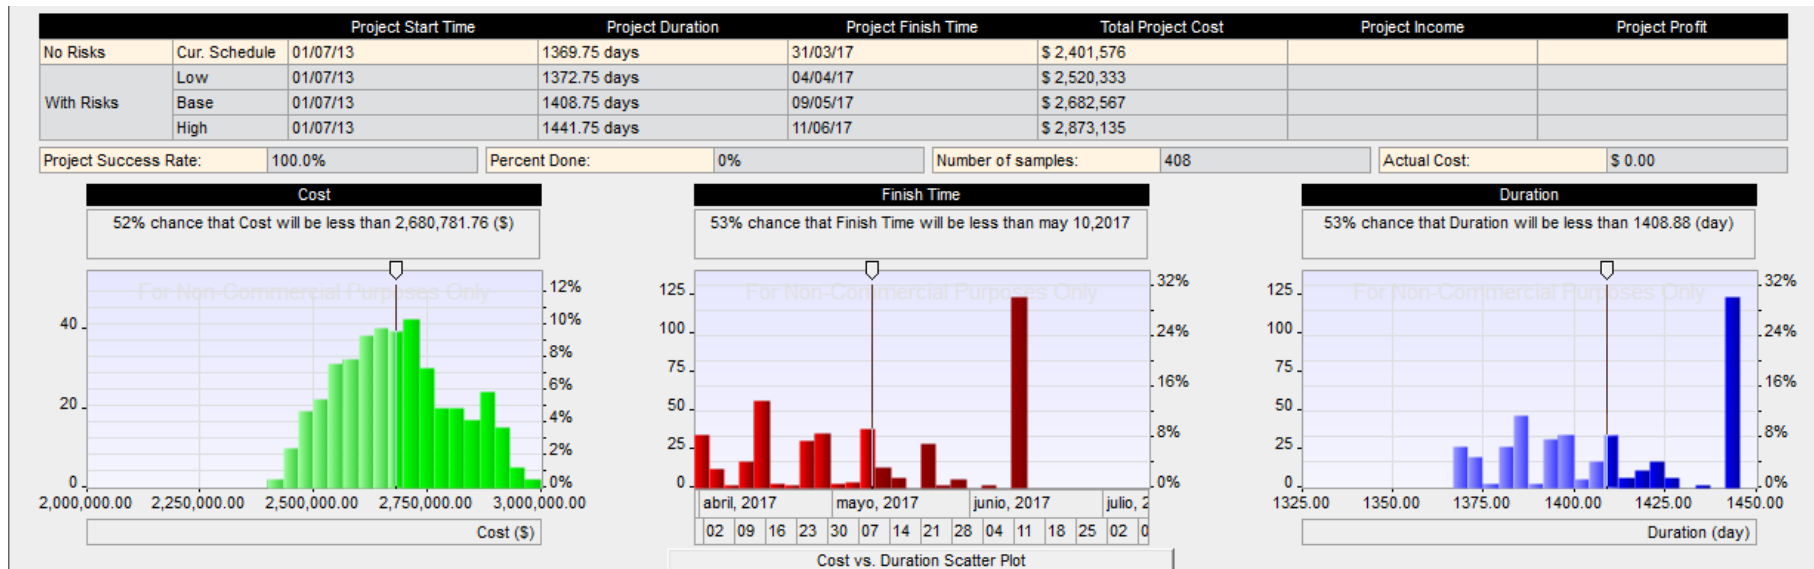 Project Start Time Project Duration Project Finish Time Total Project Cost Project Income Project Profit
No Risks Cur. Schedule 01/07/13 1369.75 days 31/03/17 $ 2,401,576
Low 01/07/13 1372.75 days 04/04/17 $ 2,520,333
With Risks Base 01/07/13 1408.75 days 09/05/17 $ 2,682,567
High 01/07/13 1441.75 days 11/06/17 $ 2,873,135
Project Success Rate: 100.0% Percent Done: 0% Number of samples: 408 Actual Cost: $ 0.00
Cost
52% chance that Cost will be less than 2,680,781.76 ($)
For Non-Commercial Purposes Only
40
20
0
12%
10%
8%
6%
4%
2%
0%
2,000,000.00 2,250,000.00 2,500,000.00 2,750,000.00 3,000,000.00
Cost ($)
Finish Time
53% chance that Finish Time will be less than may 10,2017
For Non-Commercial Purposes Only
125
100
75
50
25
0
32%
24%
16%
8%
0%
abril, 2017 mayo, 2017 junio, 2017 julio, 2
02 09 16 23 30 07 14 21 28 04 11 18 25 02 0
Duration
53% chance that Duration will be less than 1408.88 (day)
For Non-Commercial Purposes Only
125
100
75
50
25
0
32%
24%
16%
8%
0%
1325.00 1350.00 1375.00 1400.00 1425.00 1450.00
Duration (day)
Cost vs. Duration Scatter Plot